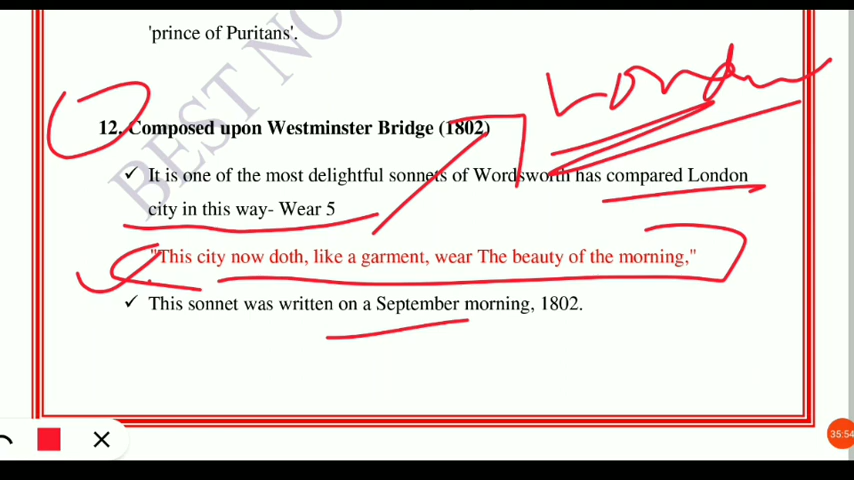 'prince of Puritans'.
BEST NO
London
12. Composed upon Westminster Bridge (1802)
✓ It is one of the most delightful sonnets of Wordsworth has compared London
city in this way- Wear 5
"This city now doth, like a garment, wear The beauty of the morning,"
✓ This sonnet was written on a September morning, 1802.
35:54